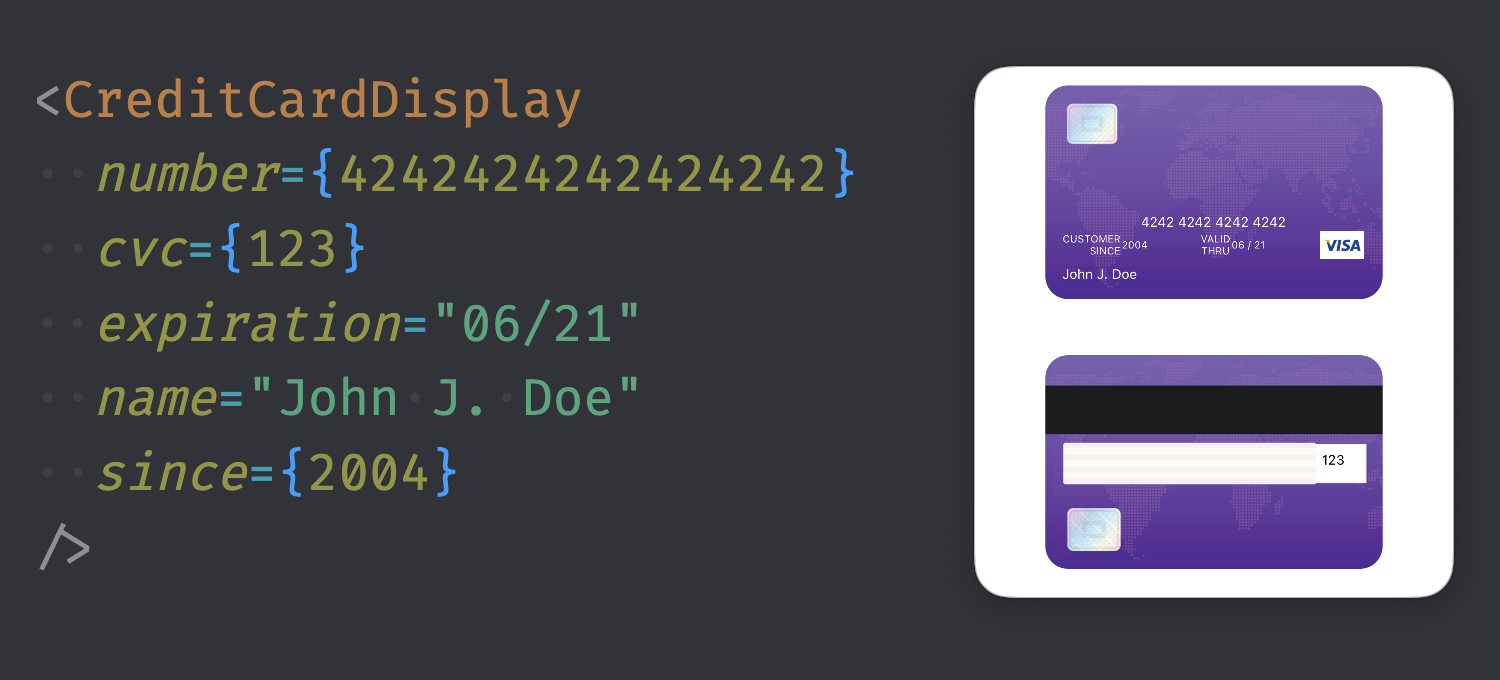 <CreditCardDisplay
number={4242424242424242}
cvc={123}
expiration="06/21"
name="John J. Doe"
since={2004}
/>
4242 4242 4242 4242
CUSTOMER SINCE 2004 VALID THRU 06 / 21
VISA
John J. Doe
123